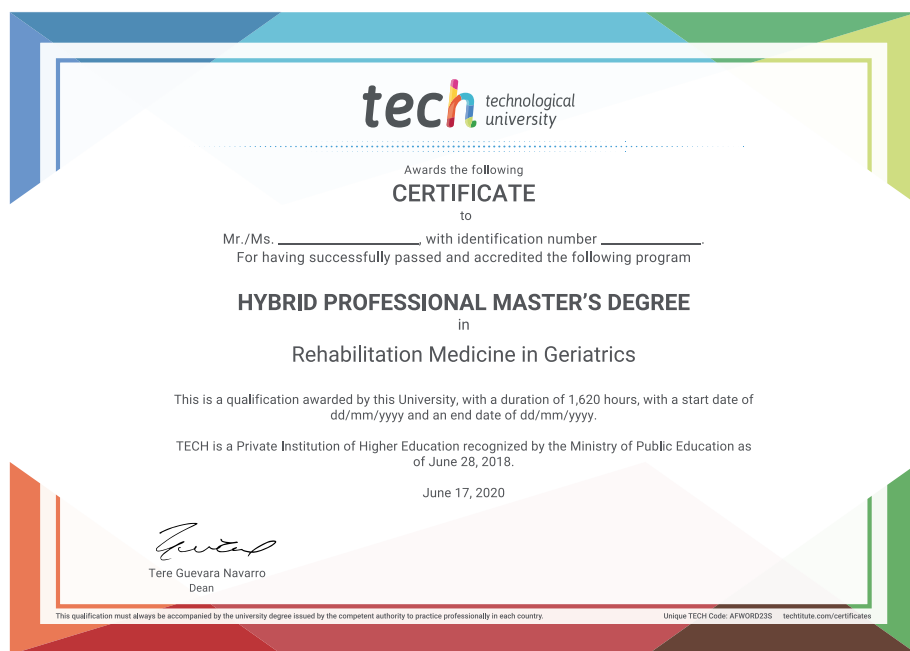 tech technological
university
Awards the following
CERTIFICATE
to
Mr./Ms. ____________________, with identification number ______________.
For having successfully passed and accredited the following program
HYBRID PROFESSIONAL MASTER'S DEGREE
in
Rehabilitation Medicine in Geriatrics
This is a qualification awarded by this University, with a duration of 1,620 hours, with a start date of
dd/mm/yyyy and an end date of dd/mm/yyyy.
TECH is a Private Institution of Higher Education recognized by the Ministry of Public Education as
of June 28, 2018.
June 17, 2020
Tere Guevara Navarro
Dean
This qualification must always be accompanied by the university degree issued by the competent authority to practice professionally in each country.
Unique TECH Code: AFWORD23S techtitute.com/certificates